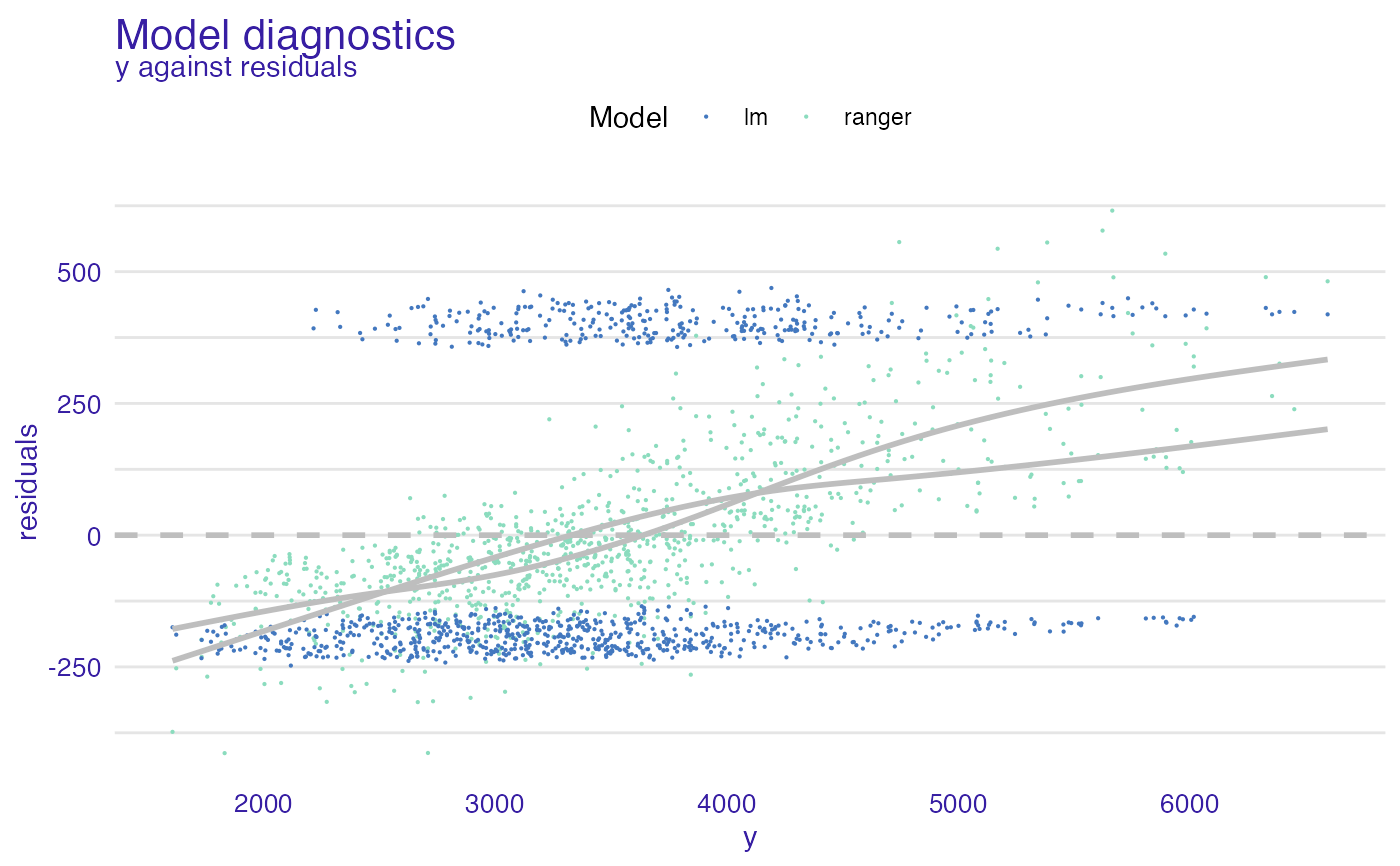 Model diagnostics
y against residuals
Model lm ranger
500
250
0
-250
residuals
2000 3000 4000 5000 6000
y